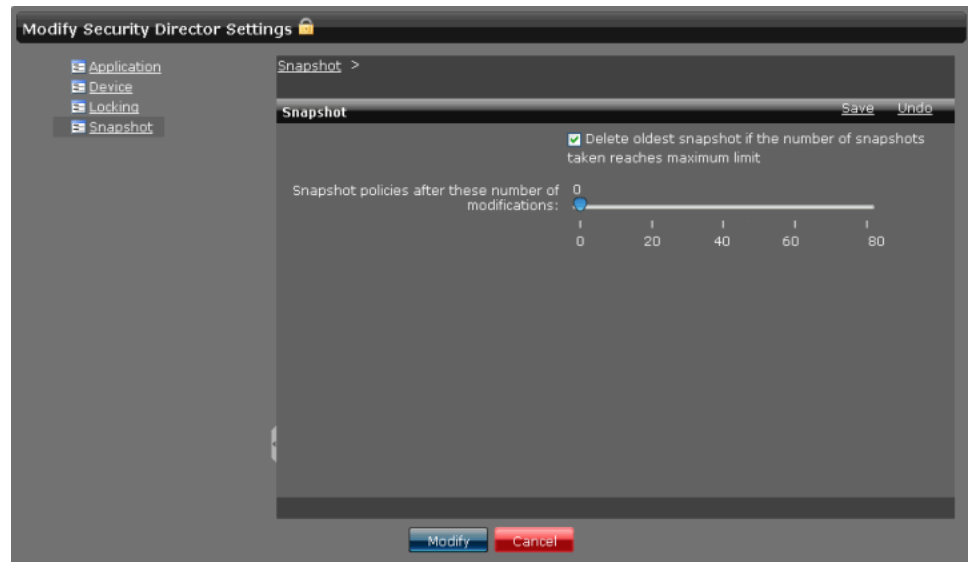 Modify Security Director Settings
Application
Device
Locking
Snapshot
Snapshot >
Snapshot
Save Undo
Delete oldest snapshot if the number of snapshots
taken reaches maximum limit
Snapshot policies after these number of
modifications:
0
0 20 40 60 80
Modify Cancel